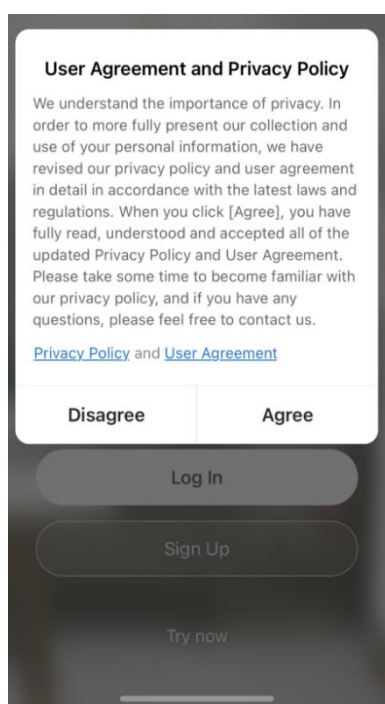 User Agreement and Privacy Policy
We understand the importance of privacy. In
order to more fully present our collection and
use of your personal information, we have
revised our privacy policy and user agreement
in detail in accordance with the latest laws and
regulations. When you click [Agree], you have
fully read, understood and accepted all of the
updated Privacy Policy and User Agreement.
Please take some time to become familiar with
our privacy policy, and if you have any
questions, please feel free to contact us.
Privacy Policy and User Agreement
Disagree Agree
Log In
Sign Up
Try now